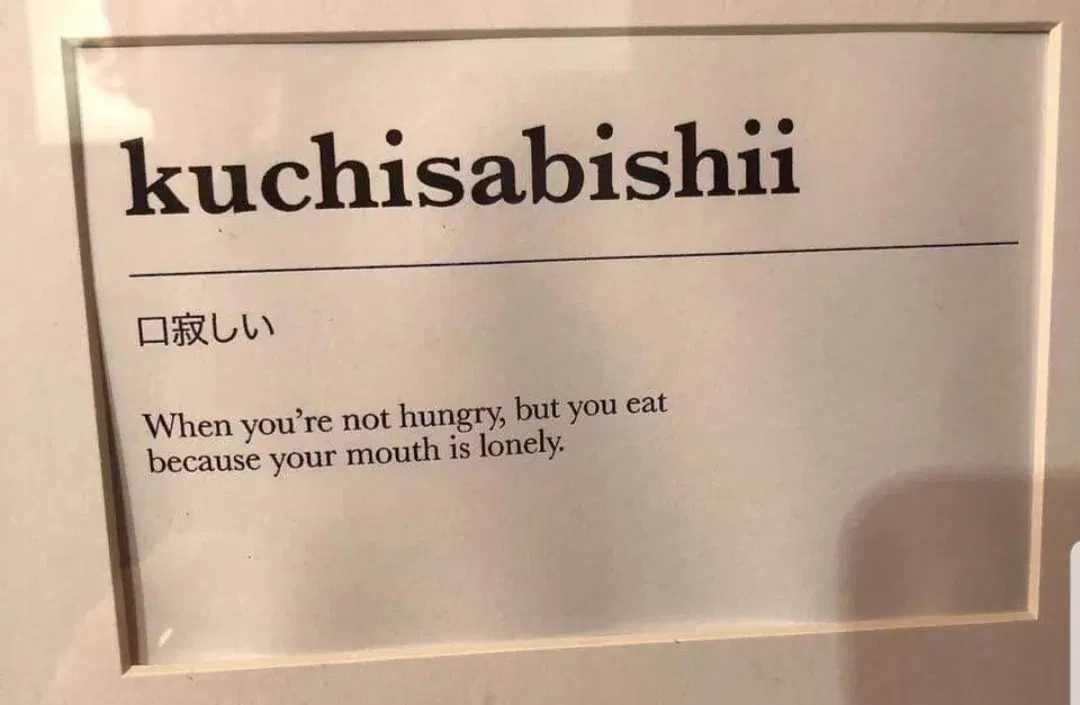 kuchisabishii
口寂しい
When you're not hungry, but you eat
because your mouth is lonely.